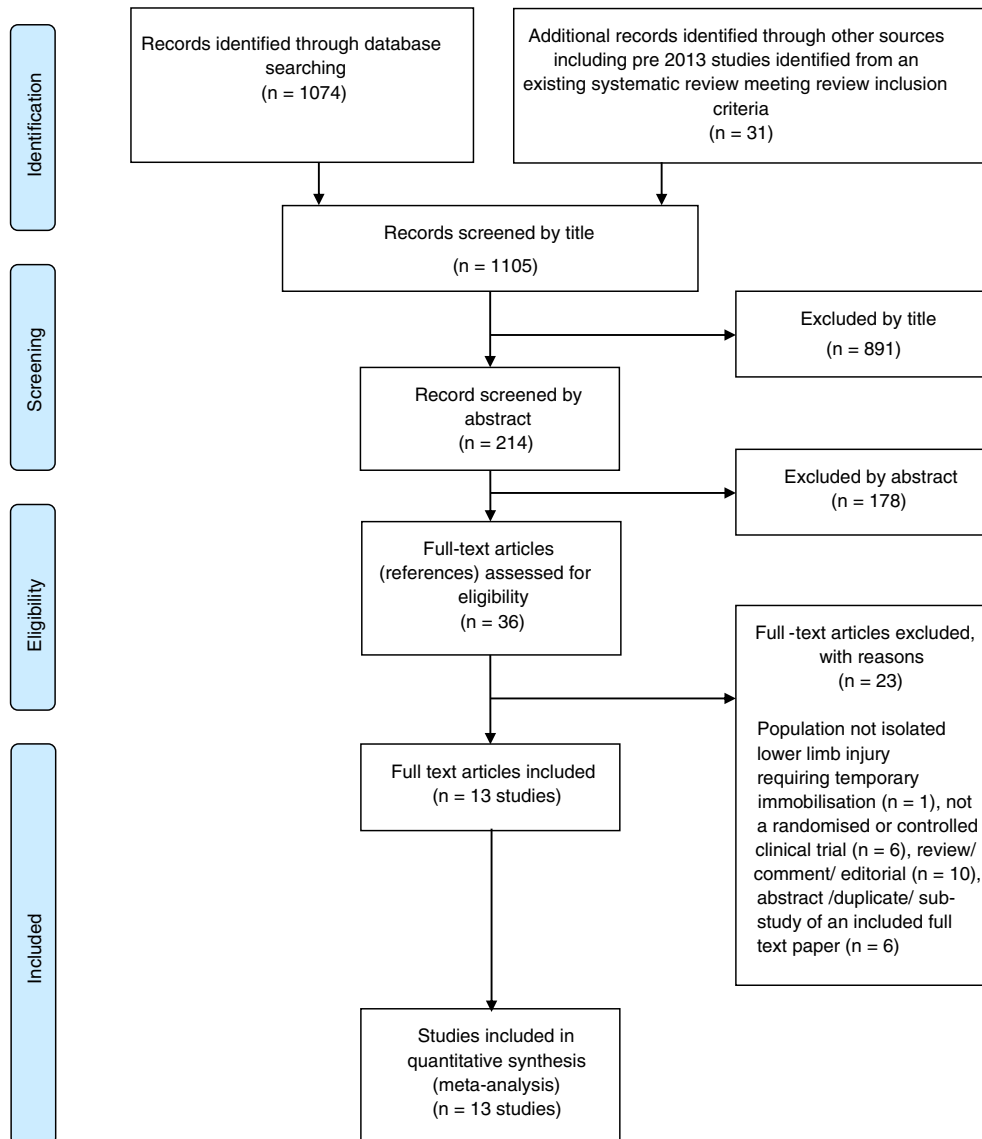 Identification
Records identified through database
searching
(n = 1074)
Additional records identified through other sources
including pre 2013 studies identified from an
existing systematic review meeting review inclusion
criteria
(n = 31)
Records screened by title
(n = 1105)
Screening
Excluded by title
(n = 891)
Record screened by
abstract
(n = 214)
Excluded by abstract
(n = 178)
Eligibility
Full-text articles
(references) assessed for
eligibility
(n = 36)
Full -text articles excluded,
with reasons
(n = 23)
Population not isolated
lower limb injury
requiring temporary
immobilisation (n = 1), not
a randomised or controlled
clinical trial (n = 6), review/
comment/ editorial (n = 10),
abstract /duplicate/ sub-
study of an included full
text paper (n = 6)
Included
Full text articles included
(n = 13 studies)
Studies included in
quantitative synthesis
(meta-analysis)
(n = 13 studies)